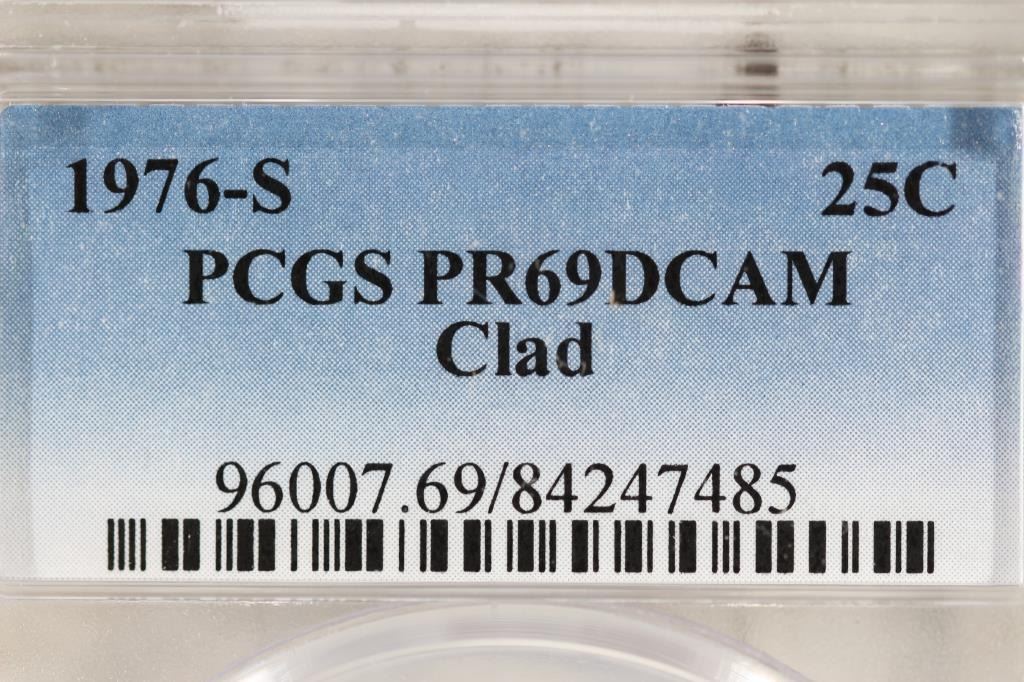 1976-S 25C
PCGS PR69DCAM
Clad
96007.69/84247485